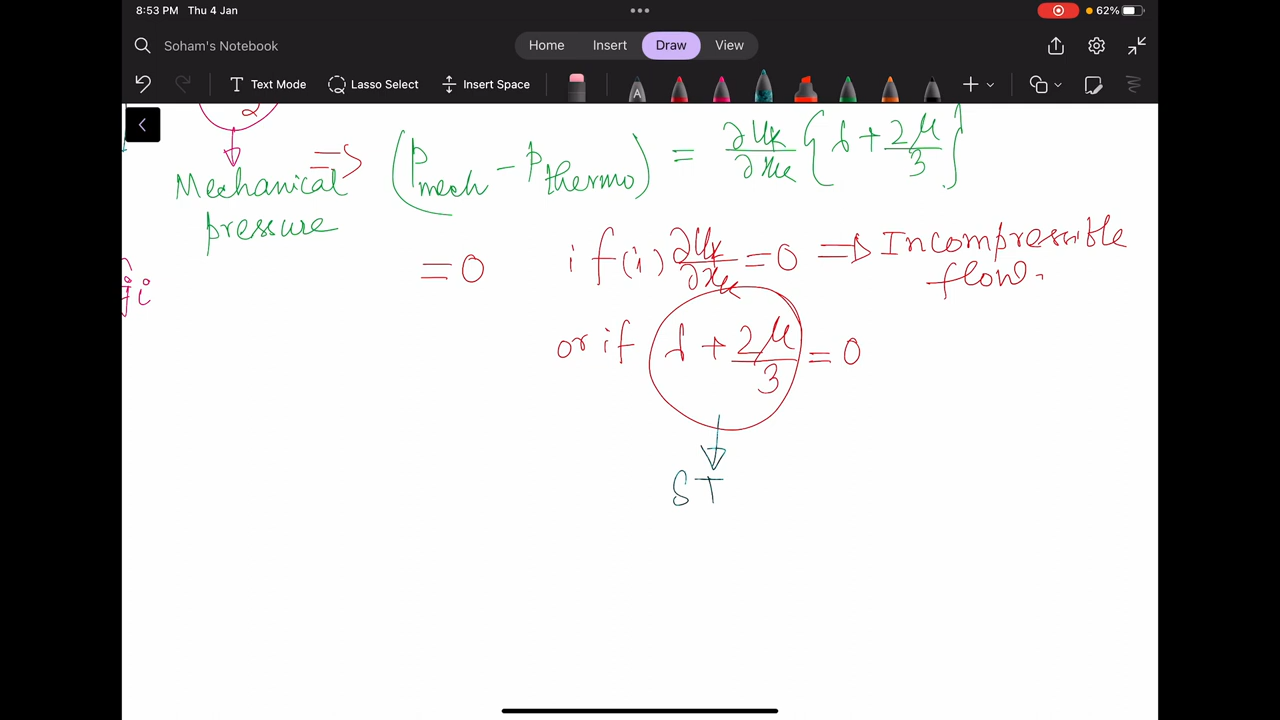 8:53 PM Thu 4 Jan
62%
Soham's Notebook
Home Insert Draw View
Text Mode Lasso Select Insert Space
A
2
Mechanical pressure
=> (Pmech - Pthermo) = ∂uk/∂xk {λ + 2μ/3}
= 0 if (i) ∂uk/∂xk = 0 => Incompressible
flow.
or if λ + 2μ/3 = 0
ST